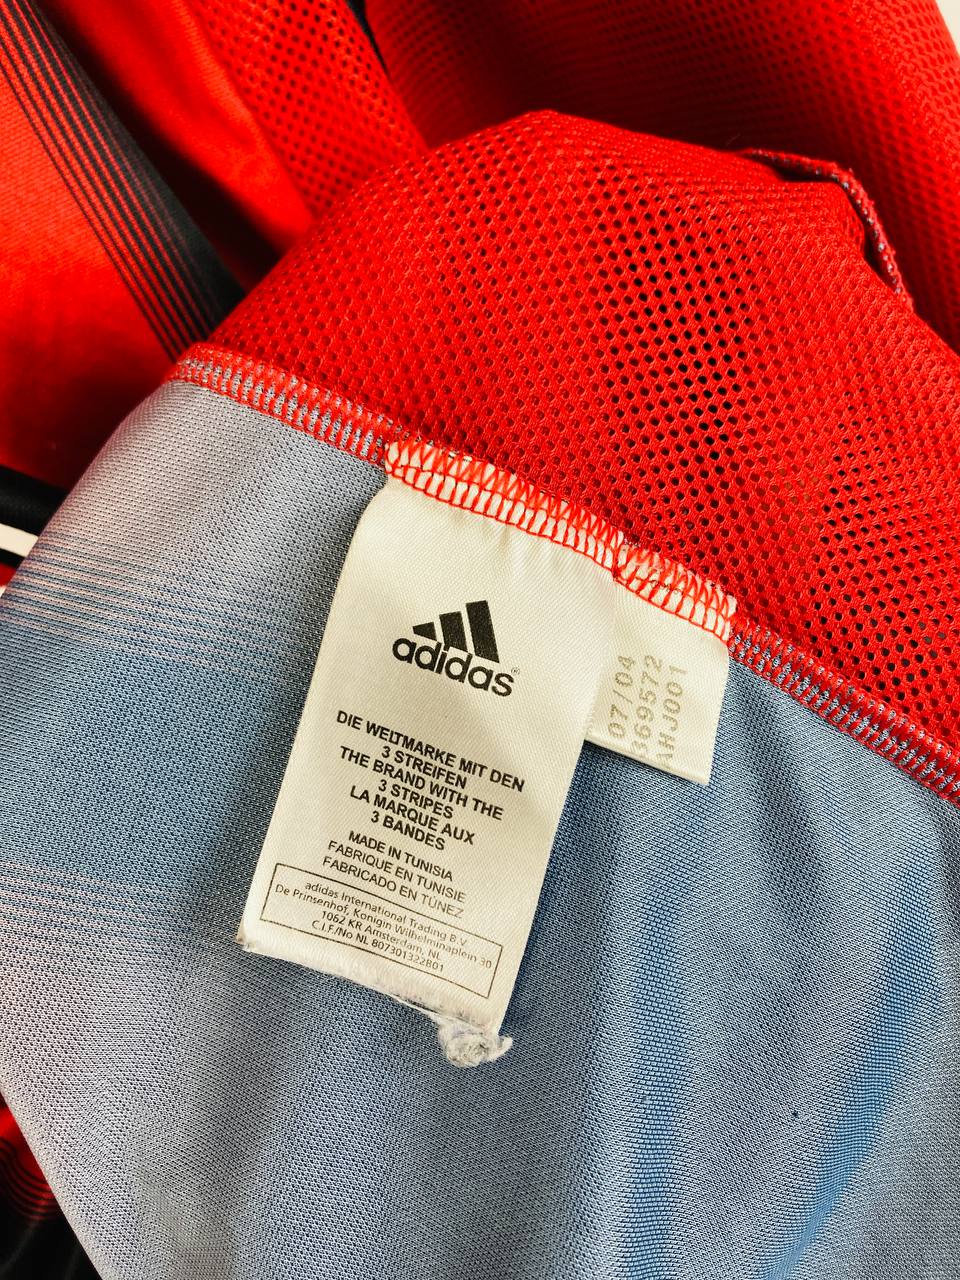 adidas®
DIE WELTMARKE MIT DEN
3 STREIFEN
THE BRAND WITH THE
3 STRIPES
LA MARQUE AUX
3 BANDES
MADE IN TUNISIA
FABRIQUE EN TUNISIE
FABRICADO EN TUNEZ
adidas International Trading B.V.
De Prinsenhof, Konigin Wilhelminaplein 30
1062 KR Amsterdam, NL
C.I.F./No NL 807301322B01
07/04
369572
AHJ001